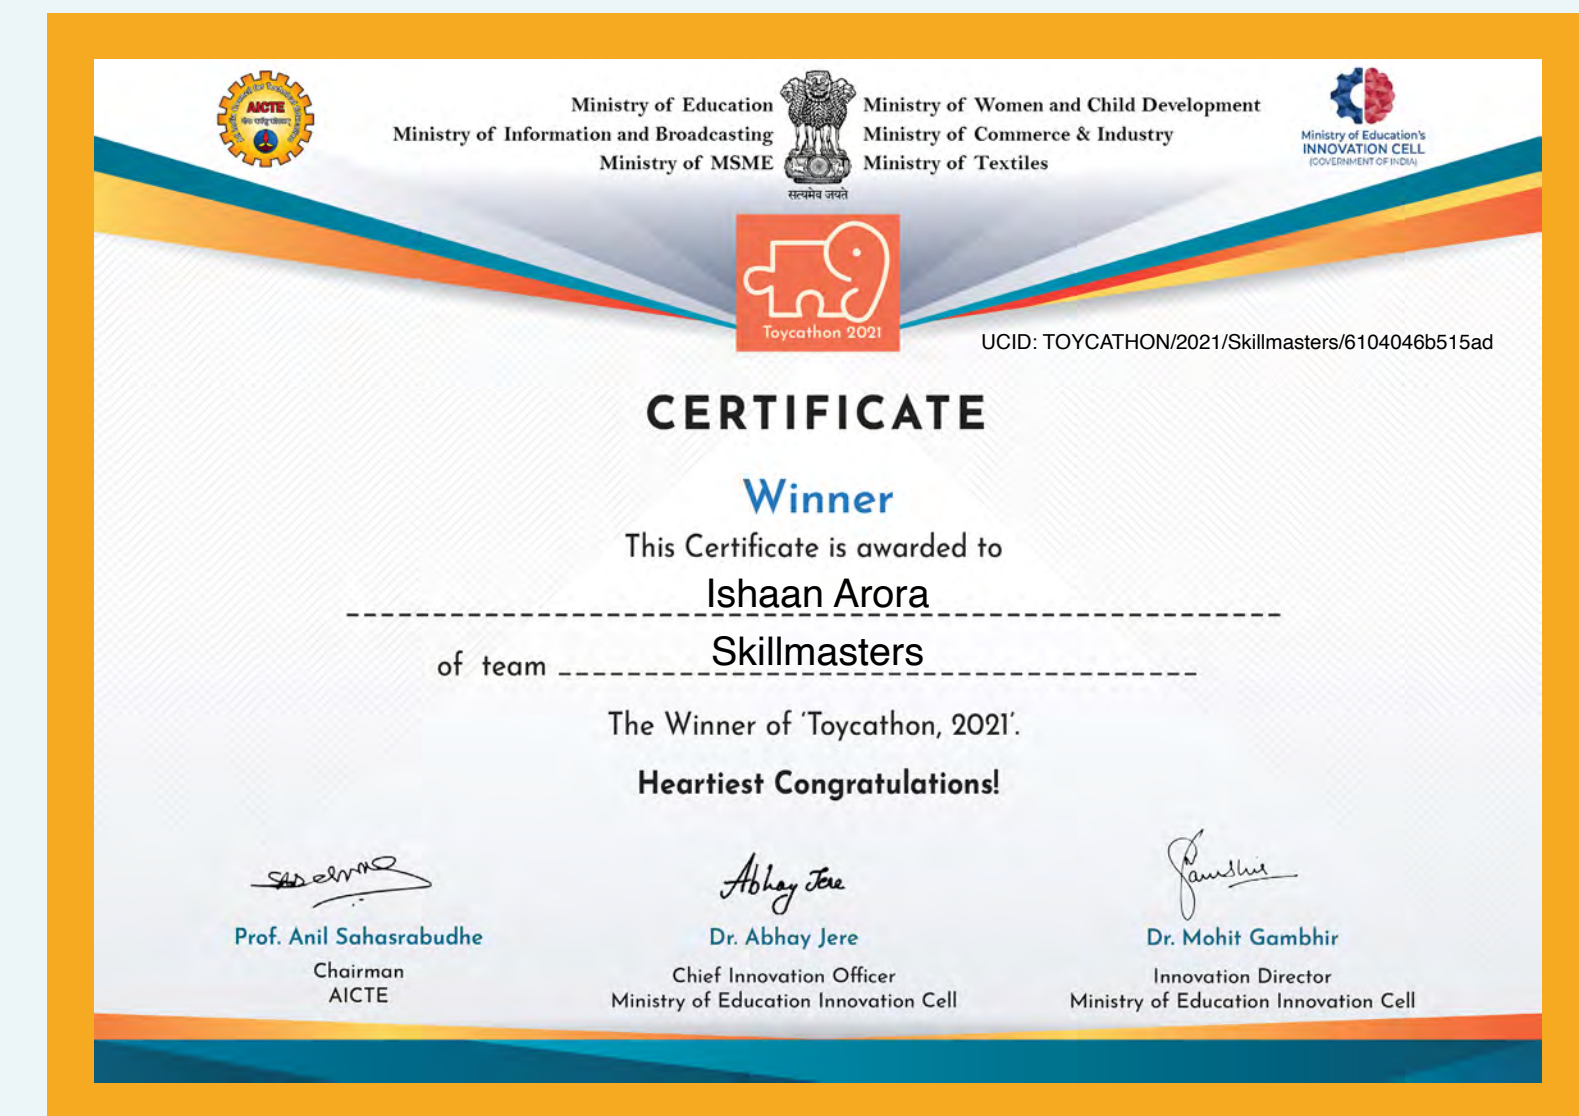 AICTE
Ministry of Education
Ministry of Information and Broadcasting
Ministry of MSME
सत्यमेव जयते
Ministry of Women and Child Development
Ministry of Commerce & Industry
Ministry of Textiles
Ministry of Education's
INNOVATION CELL
(GOVERNMENT OF INDIA)
Toycathon 2021
UCID: TOYCATHON/2021/Skillmasters/6104046b515ad
CERTIFICATE
Winner
This Certificate is awarded to
Ishaan Arora
of team Skillmasters
The Winner of 'Toycathon, 2021'.
Heartiest Congratulations!
Abhay Jere
Prof. Anil Sahasrabudhe
Chairman
AICTE
Dr. Abhay Jere
Chief Innovation Officer
Ministry of Education Innovation Cell
Dr. Mohit Gambhir
Innovation Director
Ministry of Education Innovation Cell